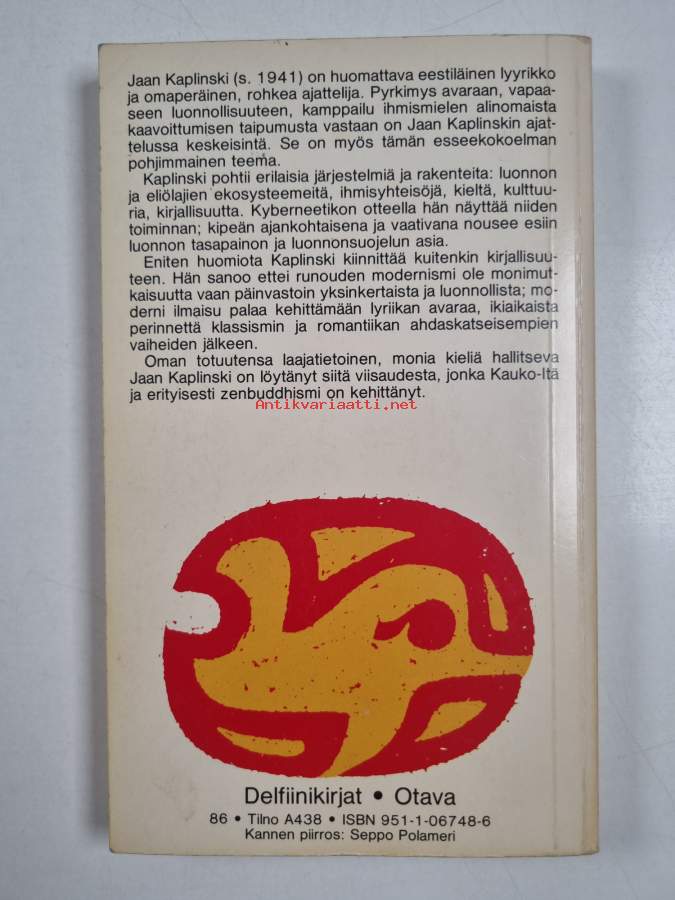 Jaan Kaplinski (s. 1941) on huomattava eestiläinen lyyrikko
ja omaperäinen, rohkea ajattelija. Pyrkimys avaraan, vapaa-
seen luonnollisuuteen, kamppailu ihmismielen alinomaista
kaavoittumisen taipumusta vastaan on Jaan Kaplinskin ajat-
telussa keskeisintä. Se on myös tämän esseekokoelman
pohjimmainen teema.
Kaplinski pohtii erilaisia järjestelmiä ja rakenteita: luonnon
ja eliölajien ekosysteemeitä, ihmisyhteisöjä, kieltä, kulttuu-
ria, kirjallisuutta. Kyberneetikon otteella hän näyttää niiden
toiminnan; kipeän ajankohtaisena ja vaativana nousee esiin
luonnon tasapainon ja luonnonsuojelun asia.
Eniten huomiota Kaplinski kiinnittää kuitenkin kirjallisuu-
teen. Hän sanoo ettei runouden modernismi ole monimut-
kaisuutta vaan päinvastoin yksinkertaista ja luonnollista; mo-
derni ilmaisu palaa kehittämään lyriikan avaraa, ikiaikaista
perinnettä klassismin ja romantiikan ahdaskatseisempien
vaiheiden jälkeen.
Oman totuutensa laajatietoinen, monia kieliä hallitseva
Jaan Kaplinski on löytänyt siitä viisaudesta, jonka Kauko-Itä
ja erityisesti zenbuddhismi on kehittänyt.
Antikvariaatti.net
Delfiinikirjat • Otava
86 • Tilno A438 • ISBN 951-1-06748-6
Kannen piirros: Seppo Polameri